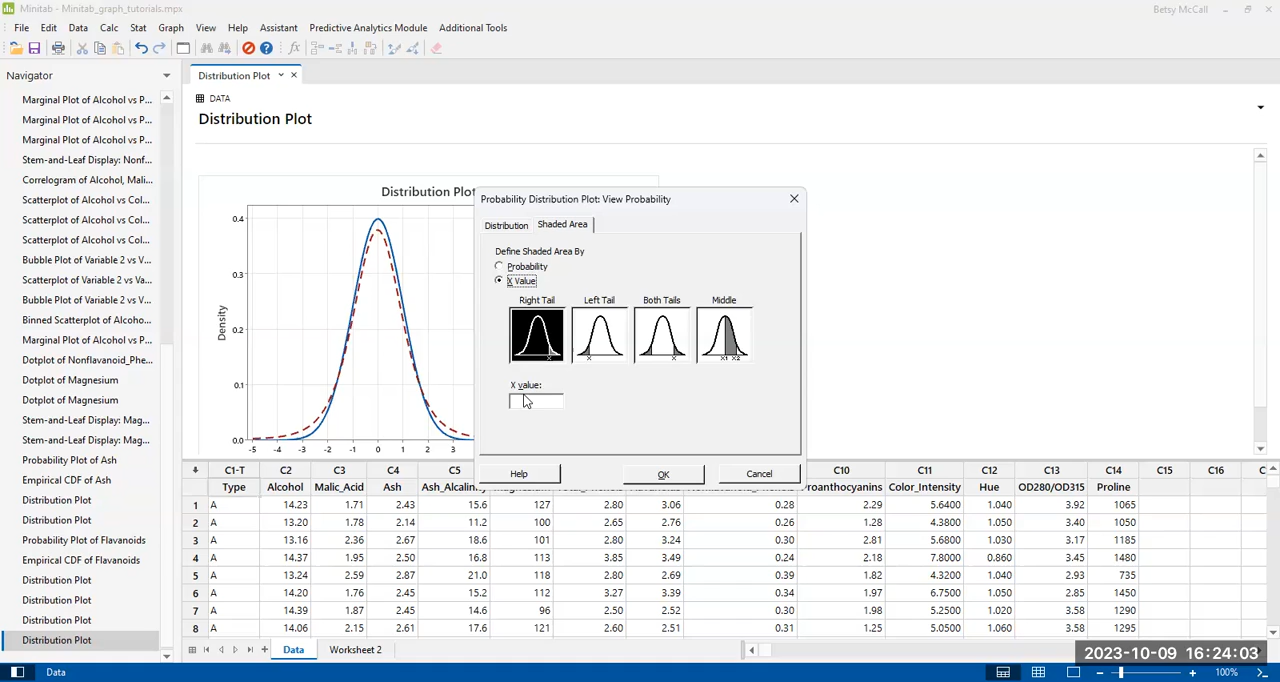 Minitab - Minitab_graph_tutorials.mpx
Betsy McCall
File Edit Data Calc Stat Graph View Help Assistant Predictive Analytics Module Additional Tools
Navigator
Marginal Plot of Alcohol vs P...
Marginal Plot of Alcohol vs P...
Marginal Plot of Alcohol vs P...
Stem-and-Leaf Display: Nonf...
Correlogram of Alcohol, Mali...
Scatterplot of Alcohol vs Col...
Scatterplot of Alcohol vs Col...
Scatterplot of Alcohol vs Col...
Bubble Plot of Variable 2 vs V...
Scatterplot of Variable 2 vs Va...
Bubble Plot of Variable 2 vs V...
Binned Scatterplot of Alcoho...
Marginal Plot of Alcohol vs P...
Dotplot of Nonflavanoid_Phe...
Dotplot of Magnesium
Dotplot of Magnesium
Stem-and-Leaf Display: Mag...
Stem-and-Leaf Display: Mag...
Probability Plot of Ash
Empirical CDF of Ash
Distribution Plot
Distribution Plot
Probability Plot of Flavanoids
Empirical CDF of Flavanoids
Distribution Plot
Distribution Plot
Distribution Plot
Distribution Plot
Distribution Plot
DATA
Distribution Plot
Distribution Plot
Density
0.4
0.3
0.2
0.1
0.0
-5 -4 -3 -2 -1 0 1 2 3
Probability Distribution Plot: View Probability
Distribution Shaded Area
Define Shaded Area By
Probability
X Value
Right Tail Left Tail Both Tails Middle
X X X X X1 X2
X value:
Help OK Cancel
C1-T C2 C3 C4 C5 C10 C11 C12 C13 C14 C15 C16 C
Type Alcohol Malic_Acid Ash Ash_Alcalinity Proanthocyanins Color_Intensity Hue OD280/OD315 Proline
1 A 14.23 1.71 2.43 15.6 127 2.80 3.06 0.28 2.29 5.6400 1.040 3.92 1065
2 A 13.20 1.78 2.14 11.2 100 2.65 2.76 0.26 1.28 4.3800 1.050 3.40 1050
3 A 13.16 2.36 2.67 18.6 101 2.80 3.24 0.30 2.81 5.6800 1.030 3.17 1185
4 A 14.37 1.95 2.50 16.8 113 3.85 3.49 0.24 2.18 7.8000 0.860 3.45 1480
5 A 13.24 2.59 2.87 21.0 118 2.80 2.69 0.39 1.82 4.3200 1.040 2.93 735
6 A 14.20 1.76 2.45 15.2 112 3.27 3.39 0.34 1.97 6.7500 1.050 2.85 1450
7 A 14.39 1.87 2.45 14.6 96 2.50 2.52 0.30 1.98 5.2500 1.020 3.58 1290
8 A 14.06 2.15 2.61 17.6 121 2.60 2.51 0.31 1.25 5.0500 1.060 3.58 1295
Data Worksheet 2
2023-10-09 16:24:03
Data
100%